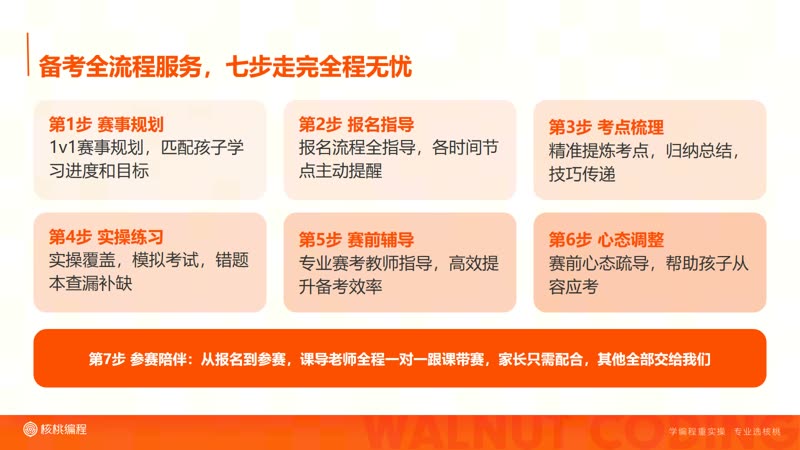 备考全流程服务，七步走完全程无忧
第1步 赛事规划
1v1赛事规划，匹配孩子学
习进度和目标
第2步 报名指导
报名流程全指导，各时间节
点主动提醒
第3步 考点梳理
精准提炼考点，归纳总结，
技巧传递
第4步 实操练习
实操覆盖，模拟考试，错题
本查漏补缺
第5步 赛前辅导
专业赛考教师指导，高效提
升备考效率
第6步 心态调整
赛前心态疏导，帮助孩子从
容应考
第7步 参赛陪伴：从报名到参赛，课导老师全程一对一跟课带赛，家长只需配合，其他全部交给我们
核桃编程
WALNUT CODING
学编程重实操 专业选核桃